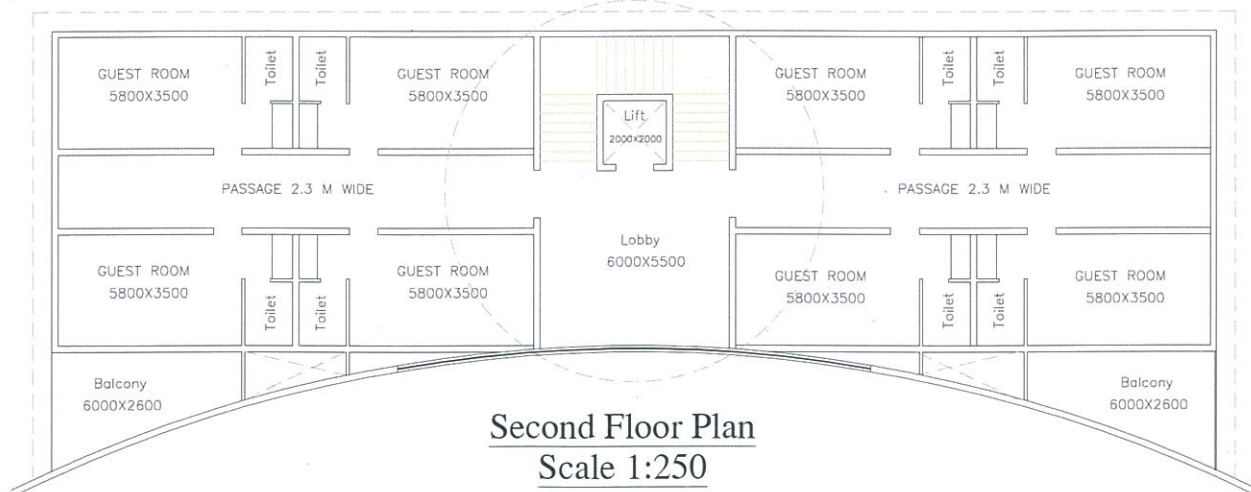 GUEST ROOM
5800X3500
Toilet
Toilet
GUEST ROOM
5800X3500
Lift
2000X2000
GUEST ROOM
5800X3500
Toilet
Toilet
GUEST ROOM
5800X3500
PASSAGE 2.3 M WIDE
PASSAGE 2.3 M WIDE
GUEST ROOM
5800X3500
Toilet
Toilet
GUEST ROOM
5800X3500
Lobby
6000X5500
GUEST ROOM
5800X3500
Toilet
Toilet
GUEST ROOM
5800X3500
Balcony
6000X2600
Balcony
6000X2600
Second Floor Plan
Scale 1:250